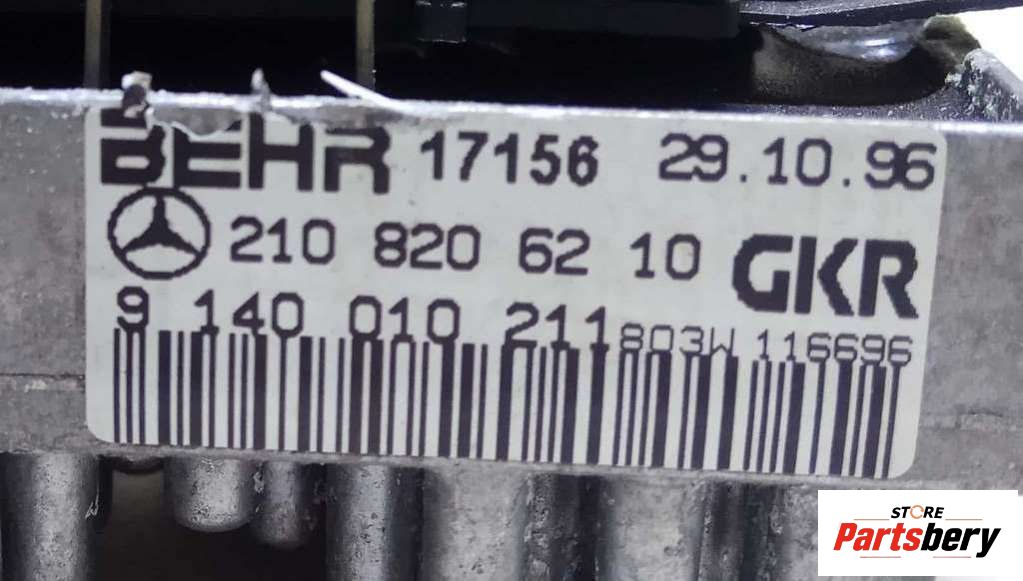 BEHR 17156 29.10.96
210 820 62 10 GKR
9 140 010 211 803W 116696
STORE
Partsbery